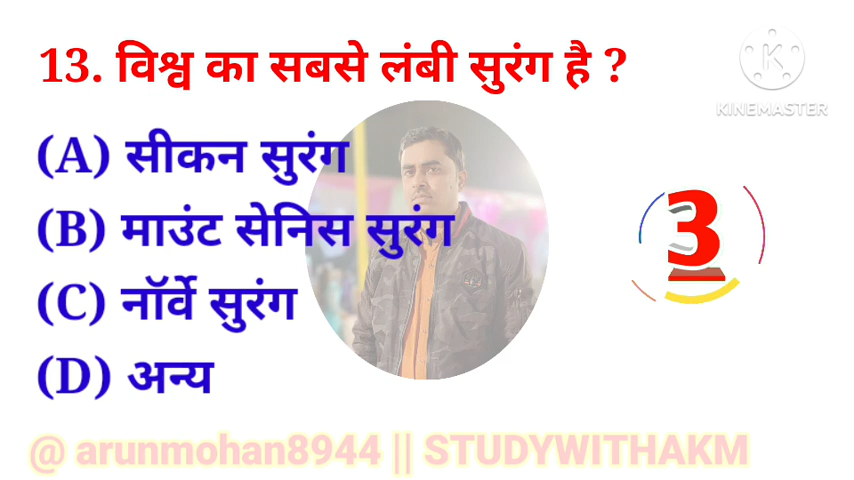 13. विश्व का सबसे लंबी सुरंग है ?
KINEMASTER
(A) सीकन सुरंग
(B) माउंट सेनिस सुरंग
3
(C) नॉर्वे सुरंग
(D) अन्य
@ arunmohan8944 || STUDYWITHAKM